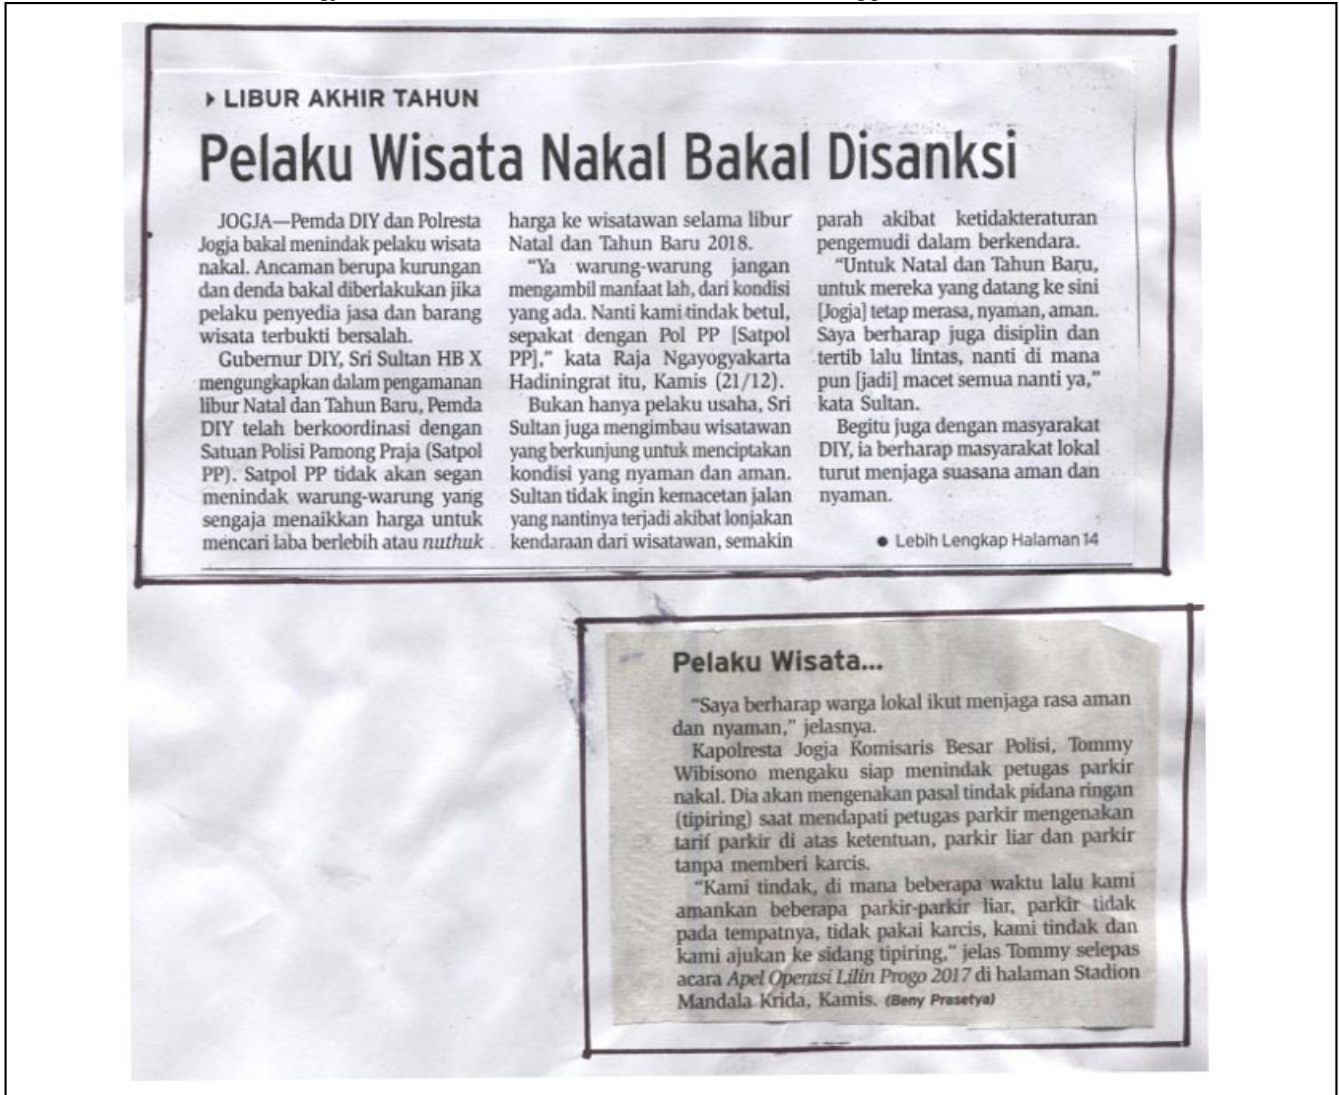 LIBUR AKHIR TAHUN
Pelaku Wisata Nakal Bakal Disanksi
JOGJA—Pemda DIY dan Polresta
Jogja bakal menindak pelaku wisata
nakal. Ancaman berupa kurungan
dan denda bakal diberlakukan jika
pelaku penyedia jasa dan barang
wisata terbukti bersalah.
Gubernur DIY, Sri Sultan HB X
mengungkapkan dalam pengamanan
libur Natal dan Tahun Baru, Pemda
DIY telah berkoordinasi dengan
Satuan Polisi Pamong Praja (Satpol
PP). Satpol PP tidak akan segan
menindak warung-warung yang
sengaja menaikkan harga untuk
mencari laba berlebih atau nuthuk
harga ke wisatawan selama libur
Natal dan Tahun Baru 2018.
"Ya warung-warung jangan
mengambil manfaat lah, dari kondisi
yang ada. Nanti kami tindak betul,
sepakat dengan Pol PP [Satpol
PP]," kata Raja Ngayogyakarta
Hadiningrat itu, Kamis (21/12).
Bukan hanya pelaku usaha, Sri
Sultan juga mengimbau wisatawan
yang berkunjung untuk menciptakan
kondisi yang nyaman dan aman.
Sultan tidak ingin kemacetan jalan
yang nantinya terjadi akibat lonjakan
kendaraan dari wisatawan, semakin
parah akibat ketidakteraturan
pengemudi dalam berkendara.
"Untuk Natal dan Tahun Baru,
untuk mereka yang datang ke sini
[Jogja] tetap merasa, nyaman, aman.
Saya berharap juga disiplin dan
tertib lalu lintas, nanti di mana
pun [jadi] macet semua nanti ya,"
kata Sultan.
Begitu juga dengan masyarakat
DIY, ia berharap masyarakat lokal
turut menjaga suasana aman dan
nyaman.
● Lebih Lengkap Halaman 14
Pelaku Wisata...
"Saya berharap warga lokal ikut menjaga rasa aman
dan nyaman," jelasnya.
Kapolresta Jogja Komisaris Besar Polisi, Tommy
Wibisono mengaku siap menindak petugas parkir
nakal. Dia akan mengenakan pasal tindak pidana ringan
(tipiring) saat mendapati petugas parkir mengenakan
tarif parkir di atas ketentuan, parkir liar dan parkir
tanpa memberi karcis.
"Kami tindak, di mana beberapa waktu lalu kami
amankan beberapa parkir-parkir liar, parkir tidak
pada tempatnya, tidak pakai karcis, kami tindak dan
kami ajukan ke sidang tipiring," jelas Tommy selepas
acara Apel Operasi Lilin Progo 2017 di halaman Stadion
Mandala Krida, Kamis. (Beny Prasetya)